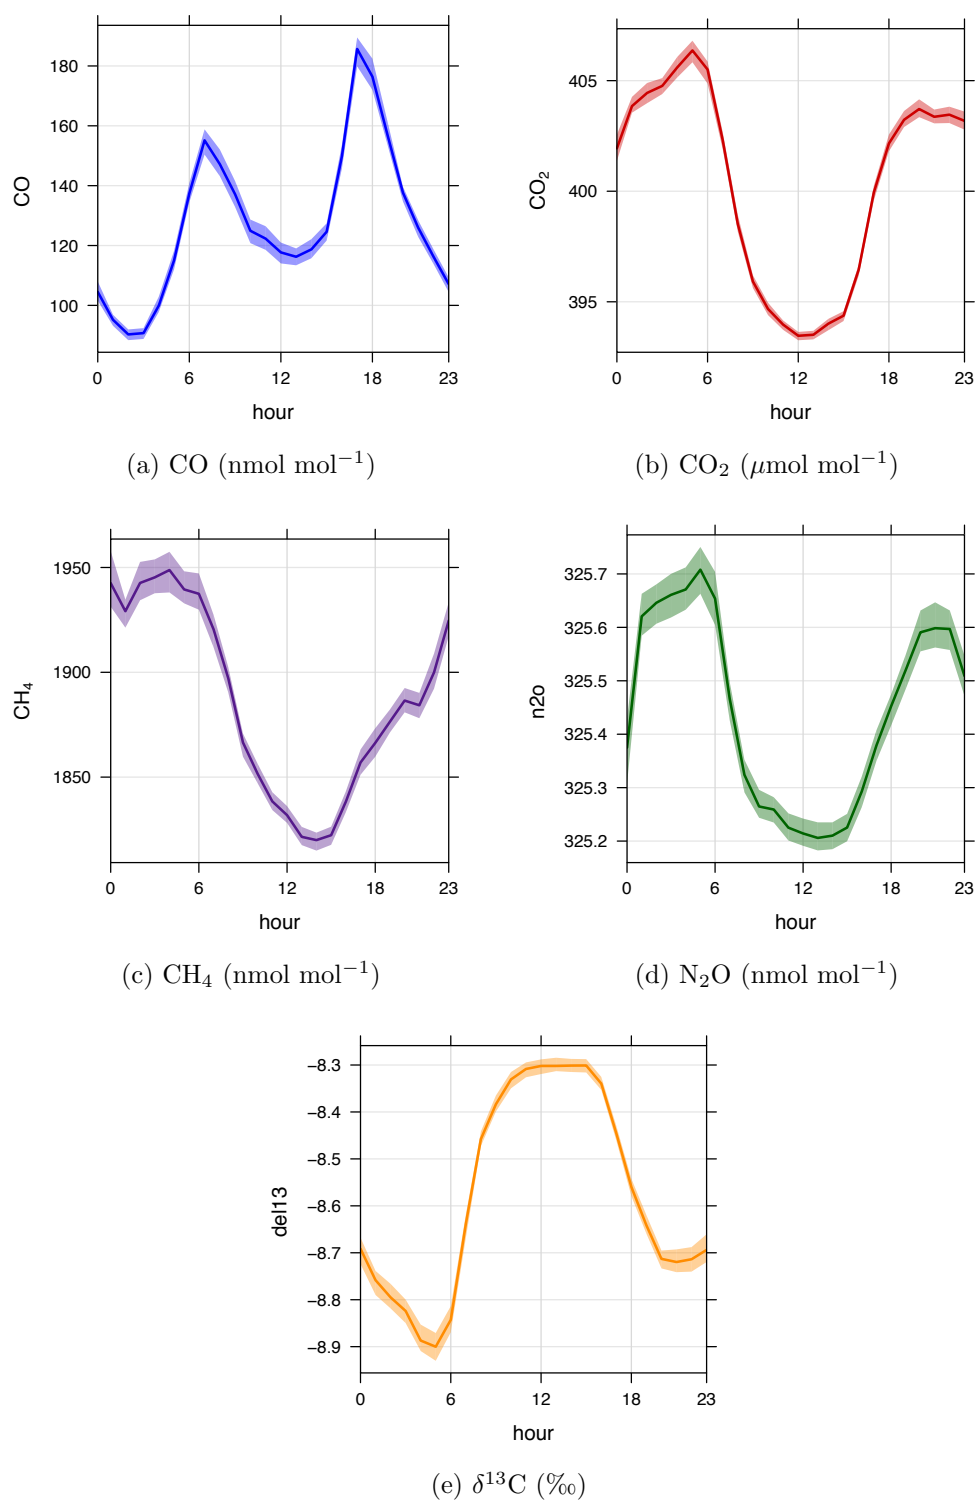 180
160
140
120
100
CO
0 6 12 18 23
hour
(a) CO (nmol mol⁻¹)
405
400
395
CO₂
0 6 12 18 23
hour
(b) CO₂ (μmol mol⁻¹)
1950
1900
1850
CH₄
0 6 12 18 23
hour
(c) CH₄ (nmol mol⁻¹)
325.7
325.6
325.5
325.4
325.3
325.2
n2o
0 6 12 18 23
hour
(d) N₂O (nmol mol⁻¹)
−8.3
−8.4
−8.5
−8.6
−8.7
−8.8
−8.9
del13
0 6 12 18 23
hour
(e) δ¹³C (‰)